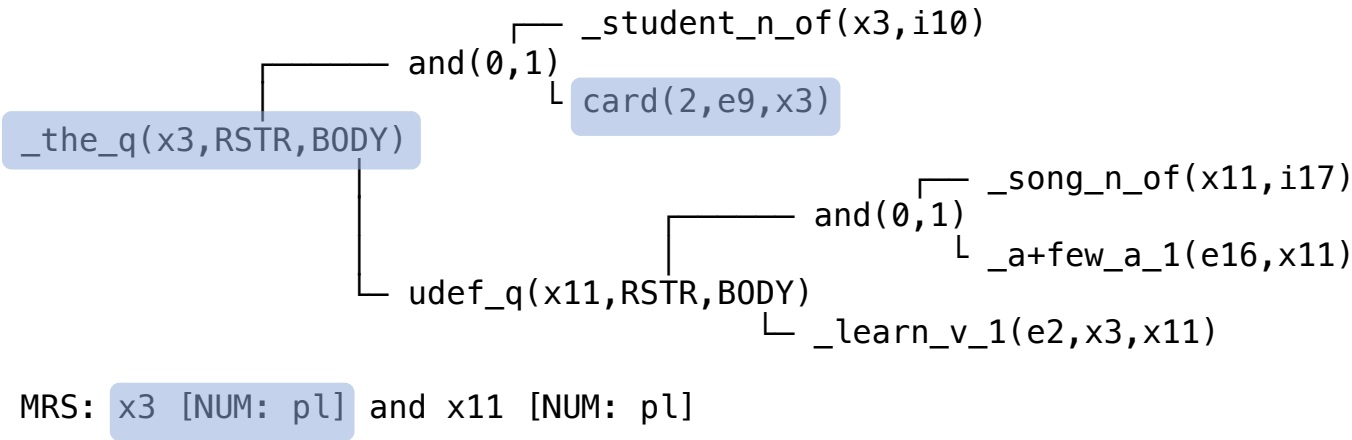 _student_n_of(x3,i10)
and(0,1)
card(2,e9,x3)
_the_q(x3,RSTR,BODY)
_song_n_of(x11,i17)
and(0,1)
_a+few_a_1(e16,x11)
udef_q(x11,RSTR,BODY)
_learn_v_1(e2,x3,x11)
MRS: x3 [NUM: pl] and x11 [NUM: pl]